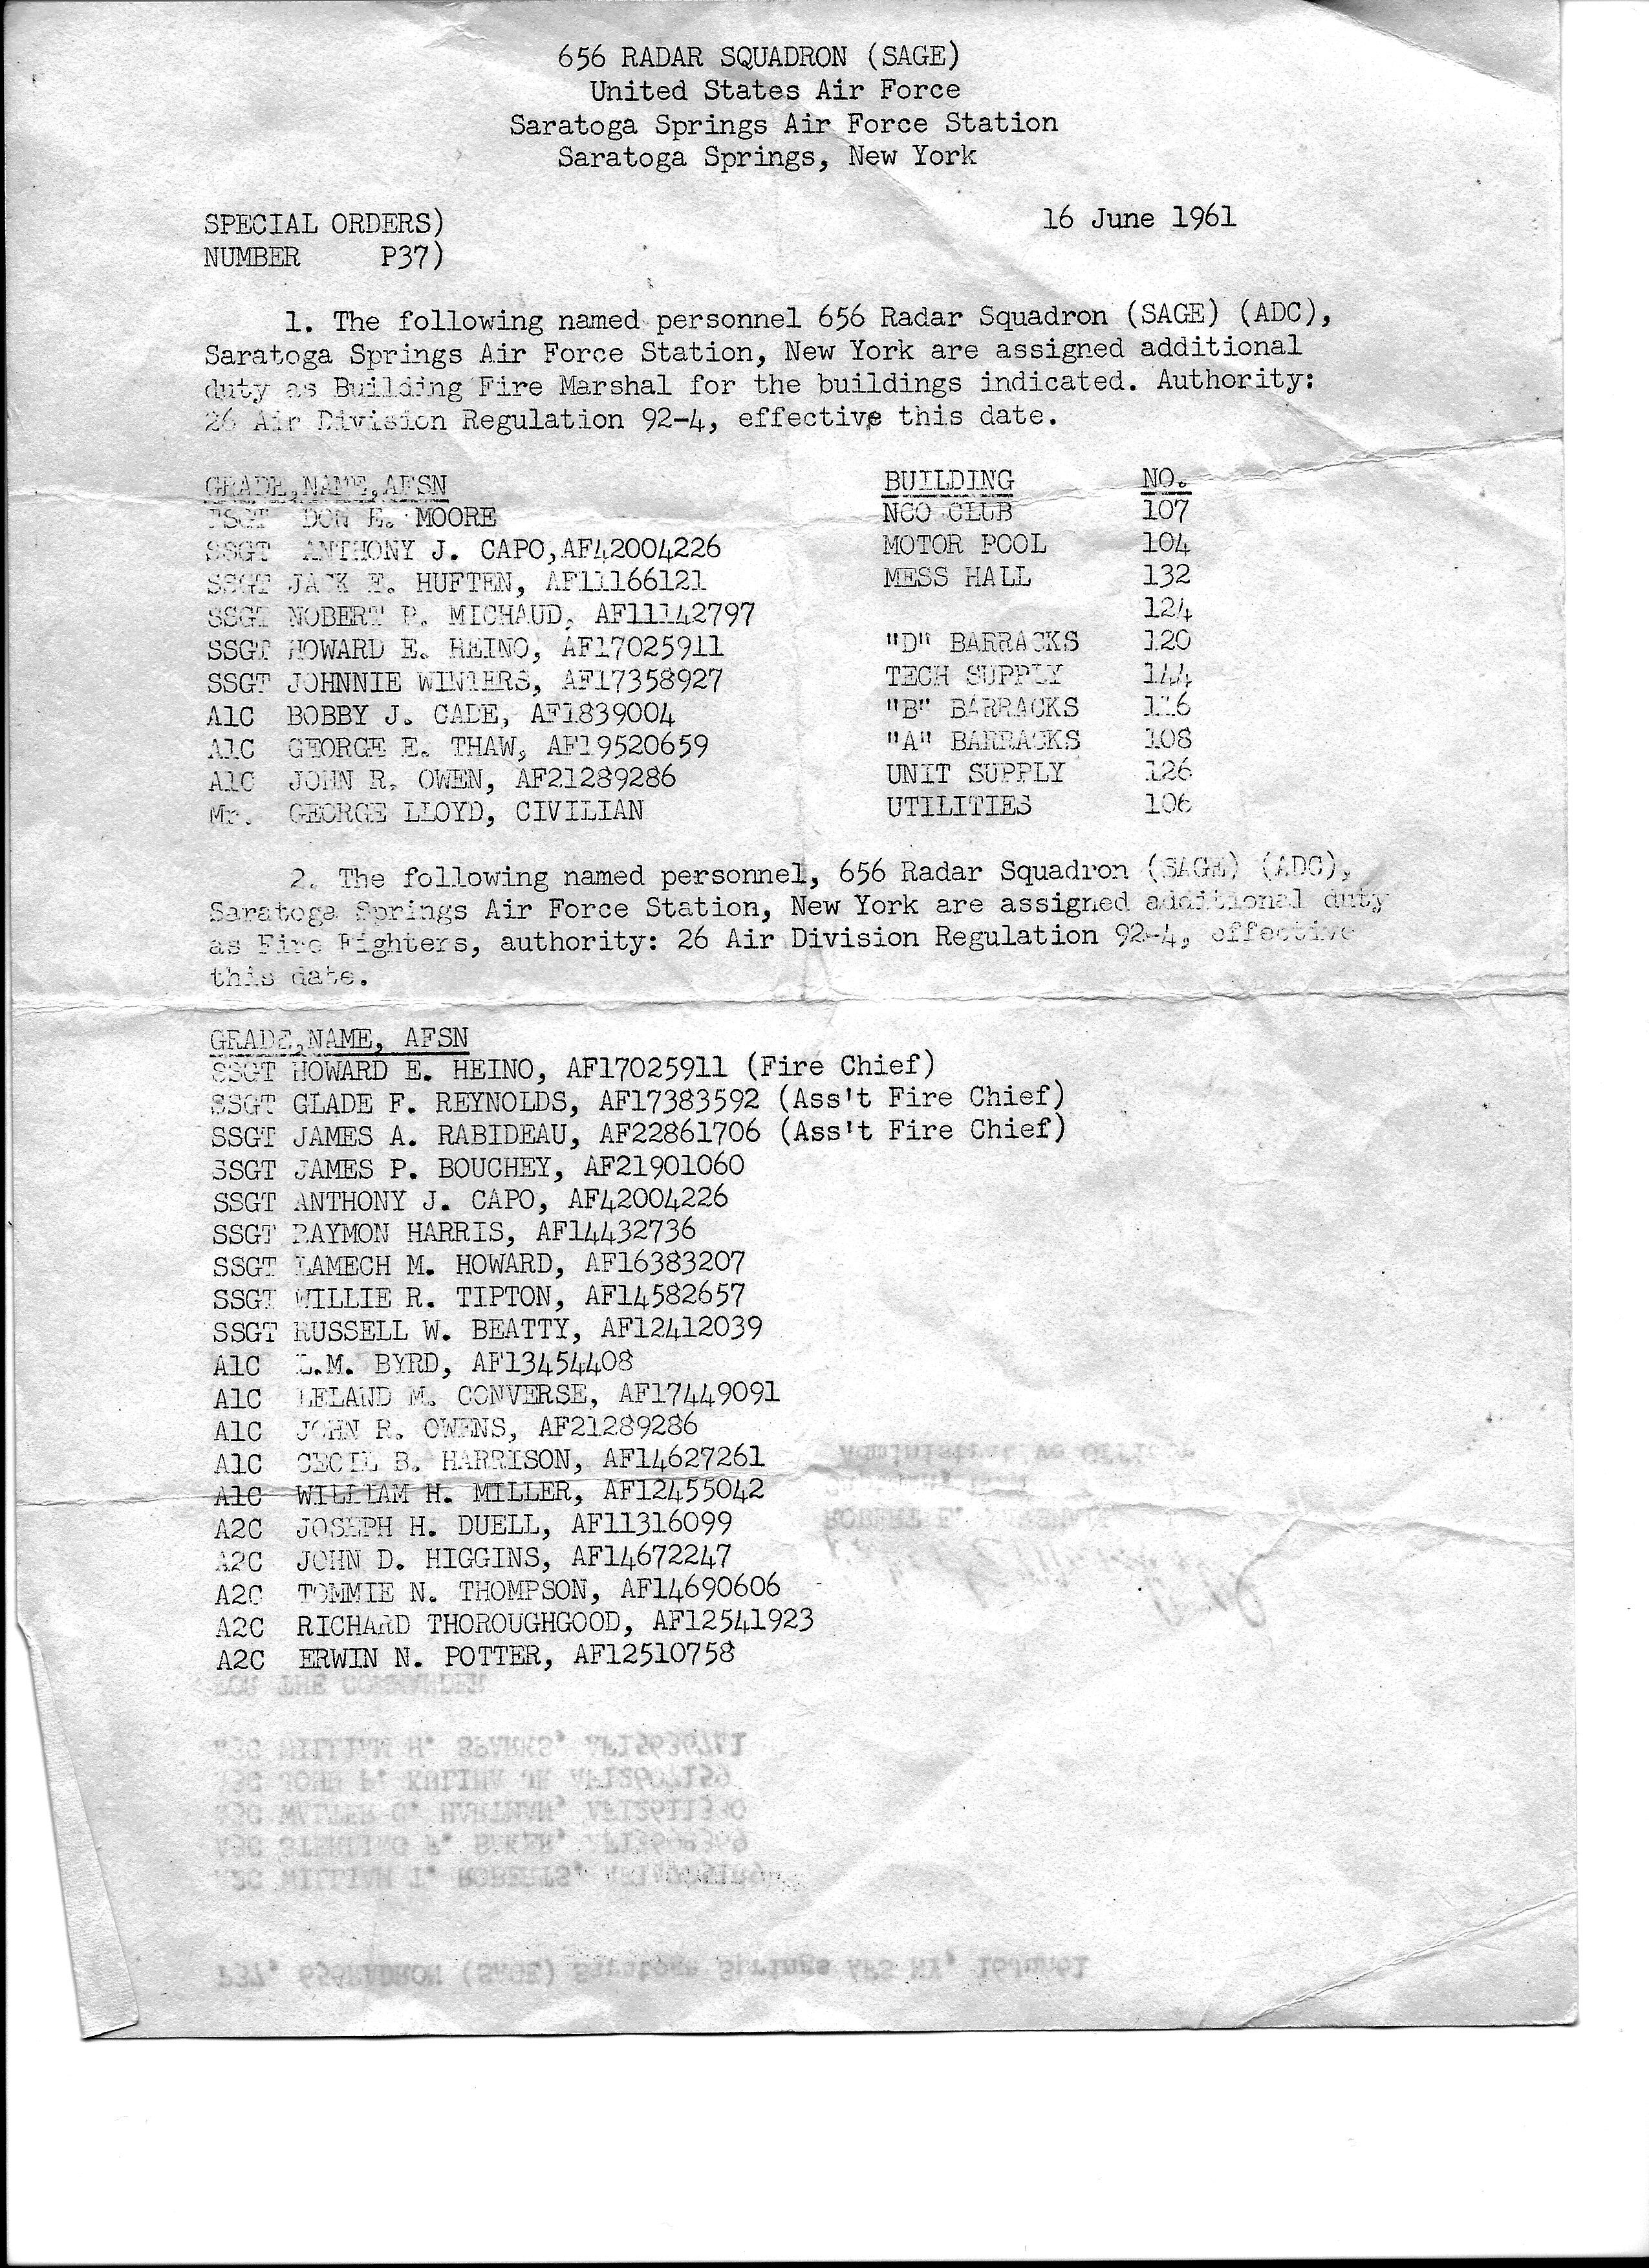 656 RADAR SQUADRON (SAGE)
United States Air Force
Saratoga Springs Air Force Station
Saratoga Springs, New York
SPECIAL ORDERS) 16 June 1961
NUMBER P37)
1. The following named personnel 656 Radar Squadron (SAGE) (ADC),
Saratoga Springs Air Force Station, New York are assigned additional
duty as Building Fire Marshal for the buildings indicated. Authority:
26 Air Division Regulation 92-4, effective this date.
GRADE,NAME,AFSN BUILDING NO.
DON E. MOORE NCO CLUB 107
SSGT ANTHONY J. CAPO,AF42004226 MOTOR POOL 104
SSGT JACK F. HUFTEN, AF11166121 MESS HALL 132
SSGT NOBERT P. MICHAUD, AF11142797 124
SSGT HOWARD E. HEINO, AF17025911 "D" BARRACKS 120
SSGT JOHNNIE WINTERS, AF17358927 TECH SUPPLY 144
A1C BOBBY J. CADE, AF1839004 "B" BARRACKS 116
A1C GEORGE E. THAW, AF19520659 "A" BARRACKS 108
A1C JOHN R. OWEN, AF21289286 UNIT SUPPLY 126
Mr. GEORGE LLOYD, CIVILIAN UTILITIES 106
2. The following named personnel, 656 Radar Squadron (SAGE) (ADC),
Saratoga Springs Air Force Station, New York are assigned additional duty
as Fire Fighters, authority: 26 Air Division Regulation 92-4, effective
this date.
GRADE,NAME, AFSN
SSGT HOWARD E. HEINO, AF17025911 (Fire Chief)
SSGT GLADE F. REYNOLDS, AF17383592 (Ass't Fire Chief)
SSGT JAMES A. RABIDEAU, AF22861706 (Ass't Fire Chief)
SSGT JAMES P. BOUCHEY, AF21901060
SSGT ANTHONY J. CAPO, AF42004226
SSGT RAYMON HARRIS, AF14432736
SSGT LAMECH M. HOWARD, AF16383207
SSGT WILLIE R. TIPTON, AF14582657
SSGT RUSSELL W. BEATTY, AF12412039
A1C L.M. BYRD, AF13454408
A1C LELAND M. CONVERSE, AF17449091
A1C JOHN R. OWENS, AF21289286
A1C CECIL B. HARRISON, AF14627261
A1C WILLIAM H. MILLER, AF12455042
A2C JOSEPH H. DUELL, AF11316099
A2C JOHN D. HIGGINS, AF14672247
A2C TOMMIE N. THOMPSON, AF14690606
A2C RICHARD THOROUGHGOOD, AF12541923
A2C ERWIN N. POTTER, AF12510758
FOR THE COMMANDER